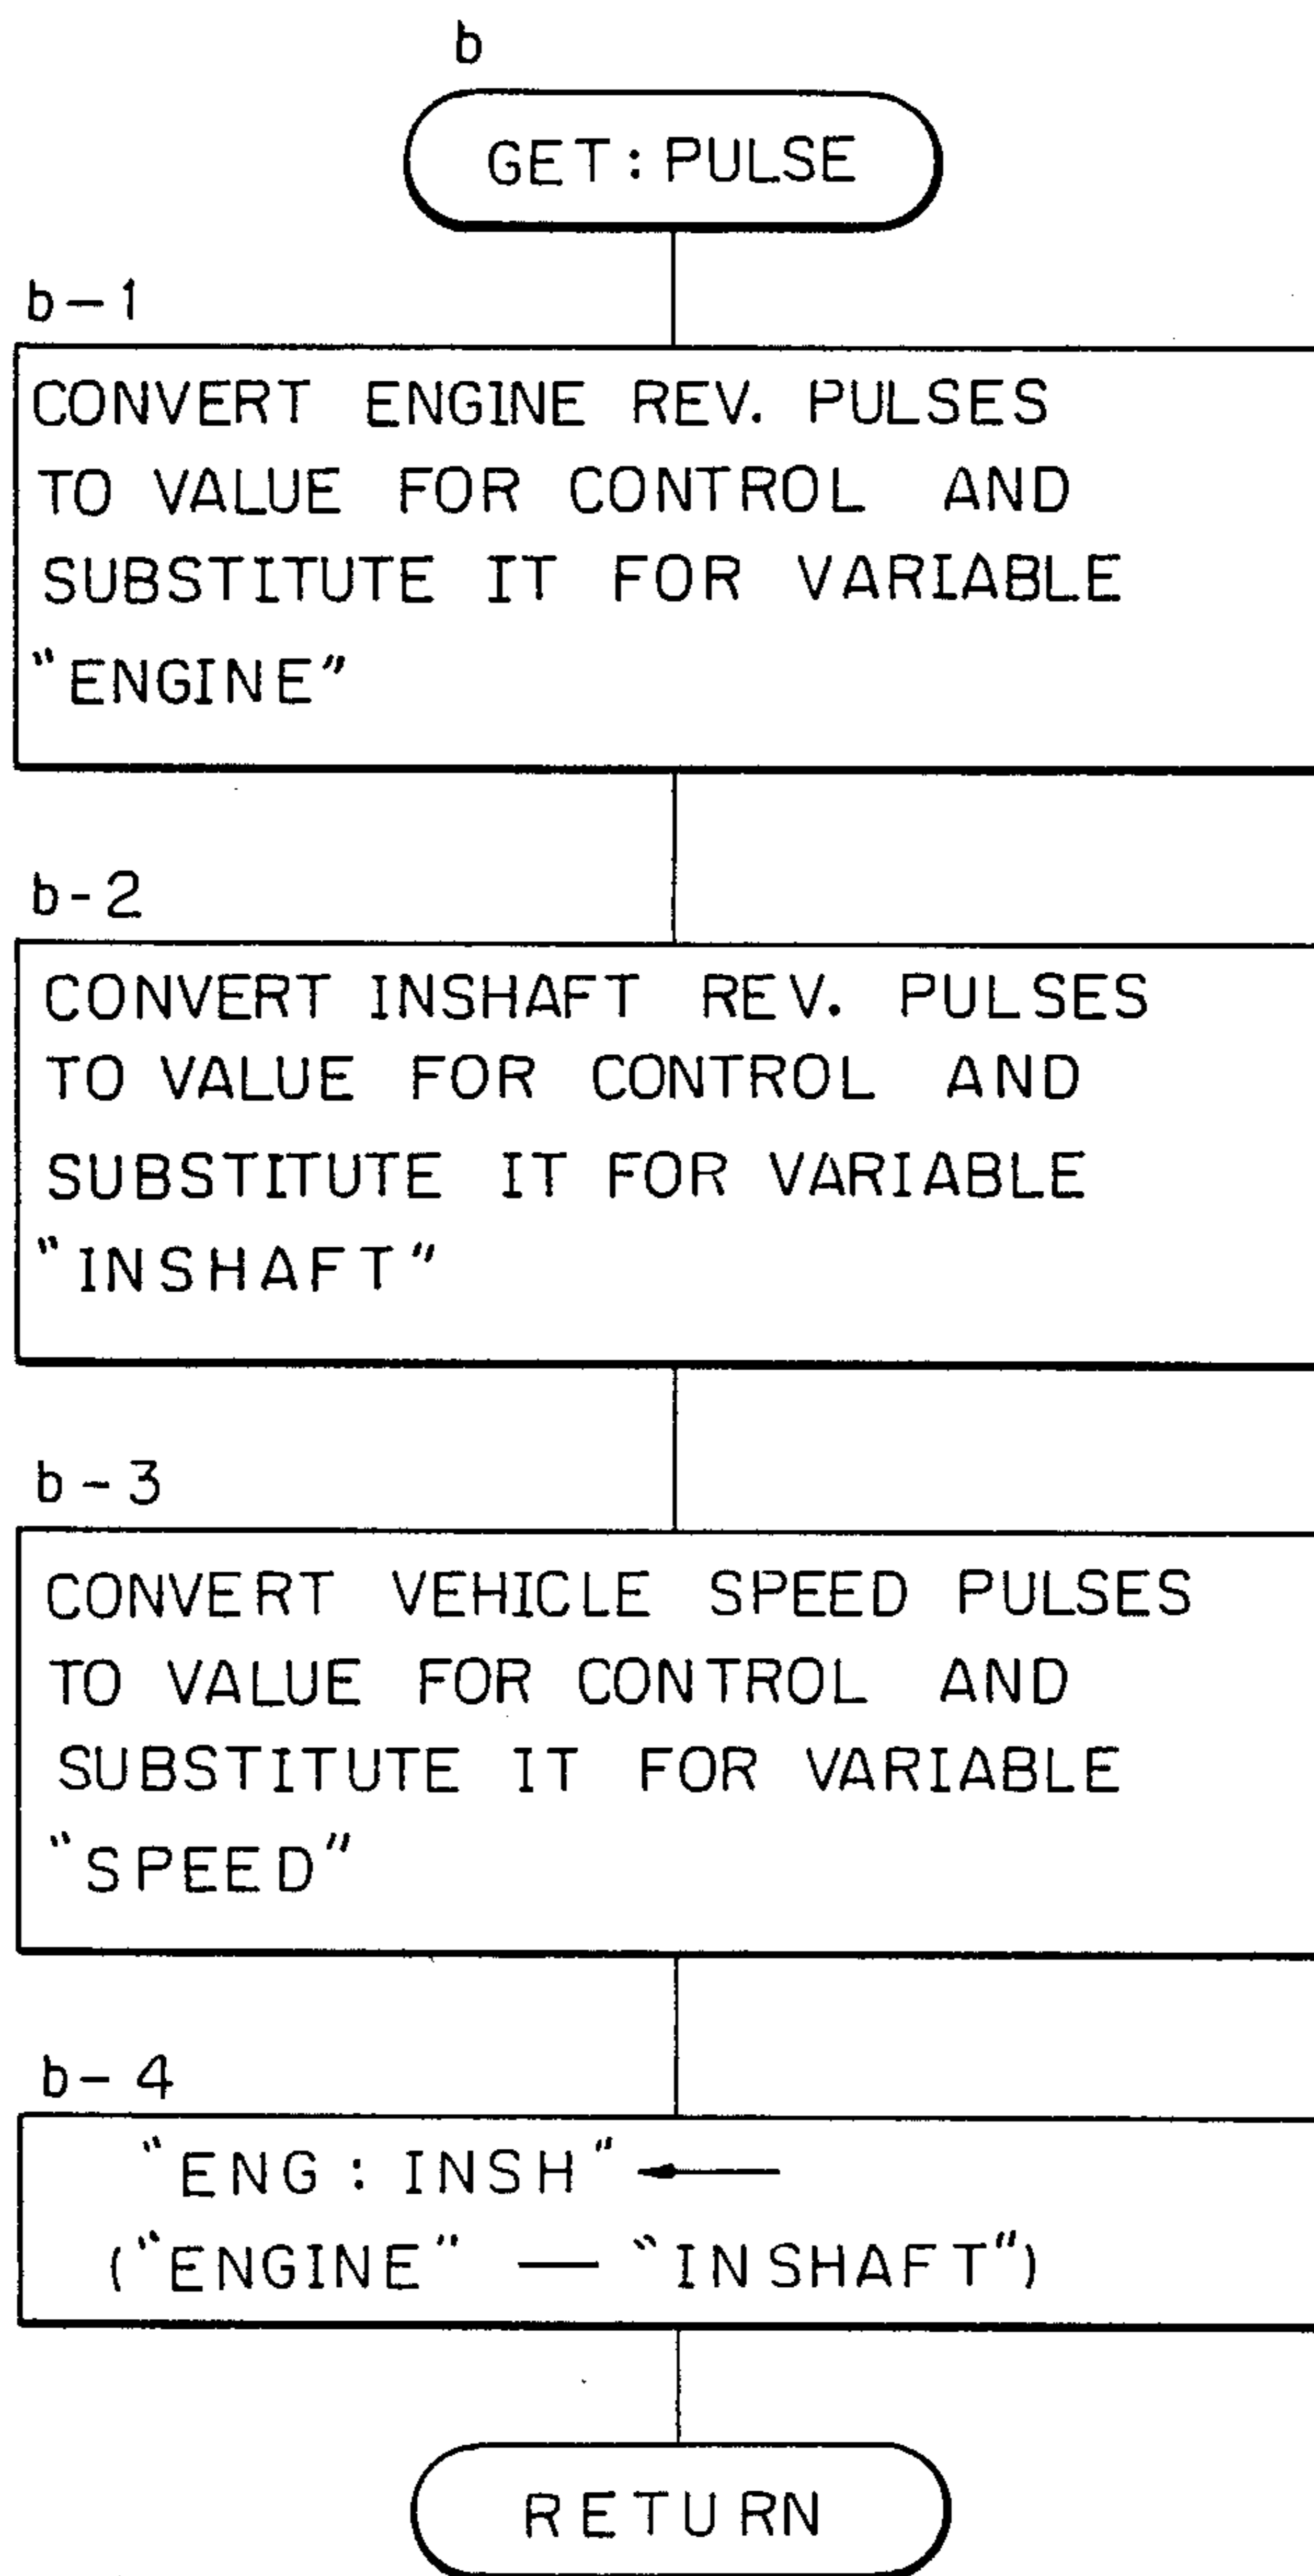 b
GET:PULSE
b-1
CONVERT ENGINE REV. PULSES
TO VALUE FOR CONTROL AND
SUBSTITUTE IT FOR VARIABLE
"ENGINE"
b-2
CONVERT INSHAFT REV. PULSES
TO VALUE FOR CONTROL AND
SUBSTITUTE IT FOR VARIABLE
"INSHAFT"
b-3
CONVERT VEHICLE SPEED PULSES
TO VALUE FOR CONTROL AND
SUBSTITUTE IT FOR VARIABLE
"SPEED"
b-4
"ENG:INSH" ←
("ENGINE" — "INSHAFT")
RETURN